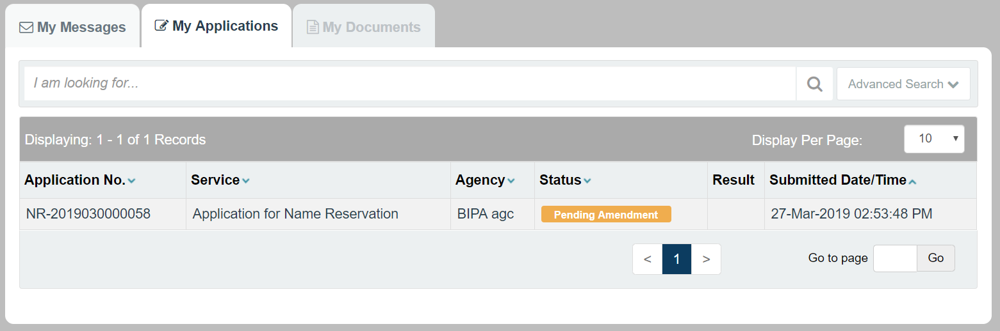 My Messages My Applications My Documents
I am looking for... Advanced Search
Displaying: 1 - 1 of 1 Records Display Per Page: 10
Application No. Service Agency Status Result Submitted Date/Time
NR-2019030000058 Application for Name Reservation BIPA agc Pending Amendment 27-Mar-2019 02:53:48 PM
< 1 > Go to page Go